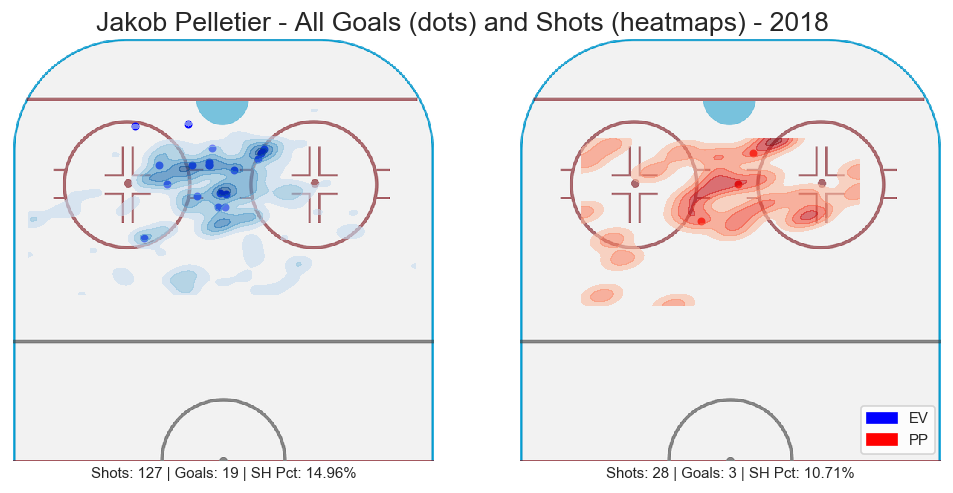 Jakob Pelletier - All Goals (dots) and Shots (heatmaps) - 2018
EV
PP
Shots: 127 | Goals: 19 | SH Pct: 14.96%
Shots: 28 | Goals: 3 | SH Pct: 10.71%